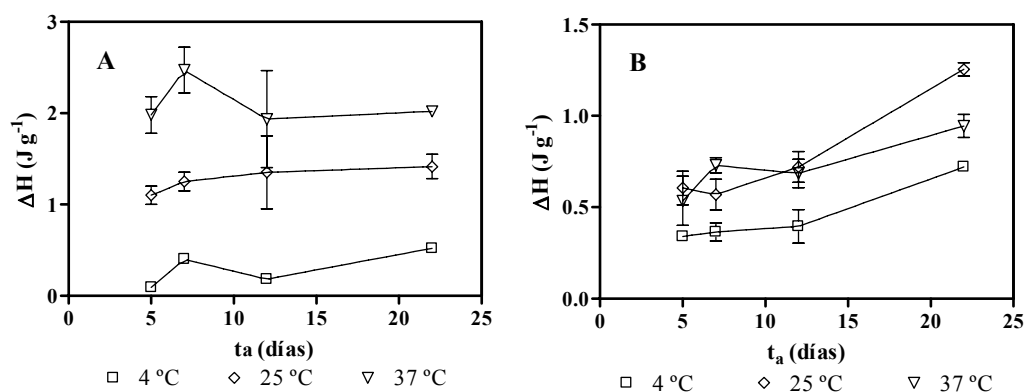 A
ΔH (J g⁻¹)
3
2
1
0
0 5 10 15 20 25
ta (días)
□ 4 ºC ◇ 25 ºC ▽ 37 ºC
B
ΔH (J g⁻¹)
1.5
1.0
0.5
0.0
0 5 10 15 20 25
tₐ (días)
□ 4 ºC ◇ 25 ºC ▽ 37 ºC